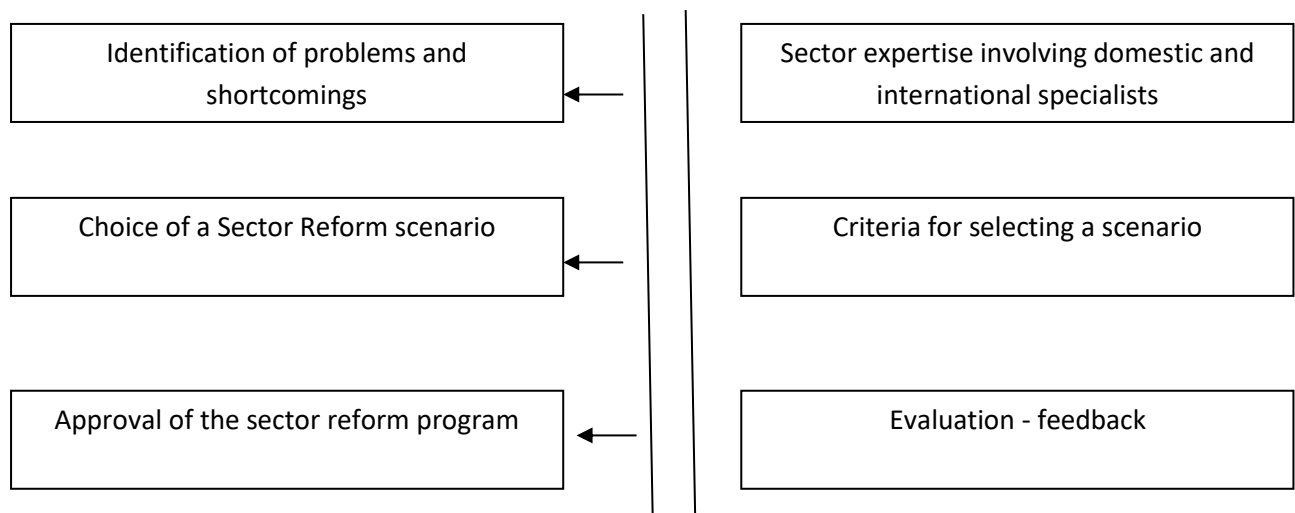 Identification of problems and
shortcomings
Sector expertise involving domestic and
international specialists
Choice of a Sector Reform scenario
Criteria for selecting a scenario
Approval of the sector reform program
Evaluation - feedback